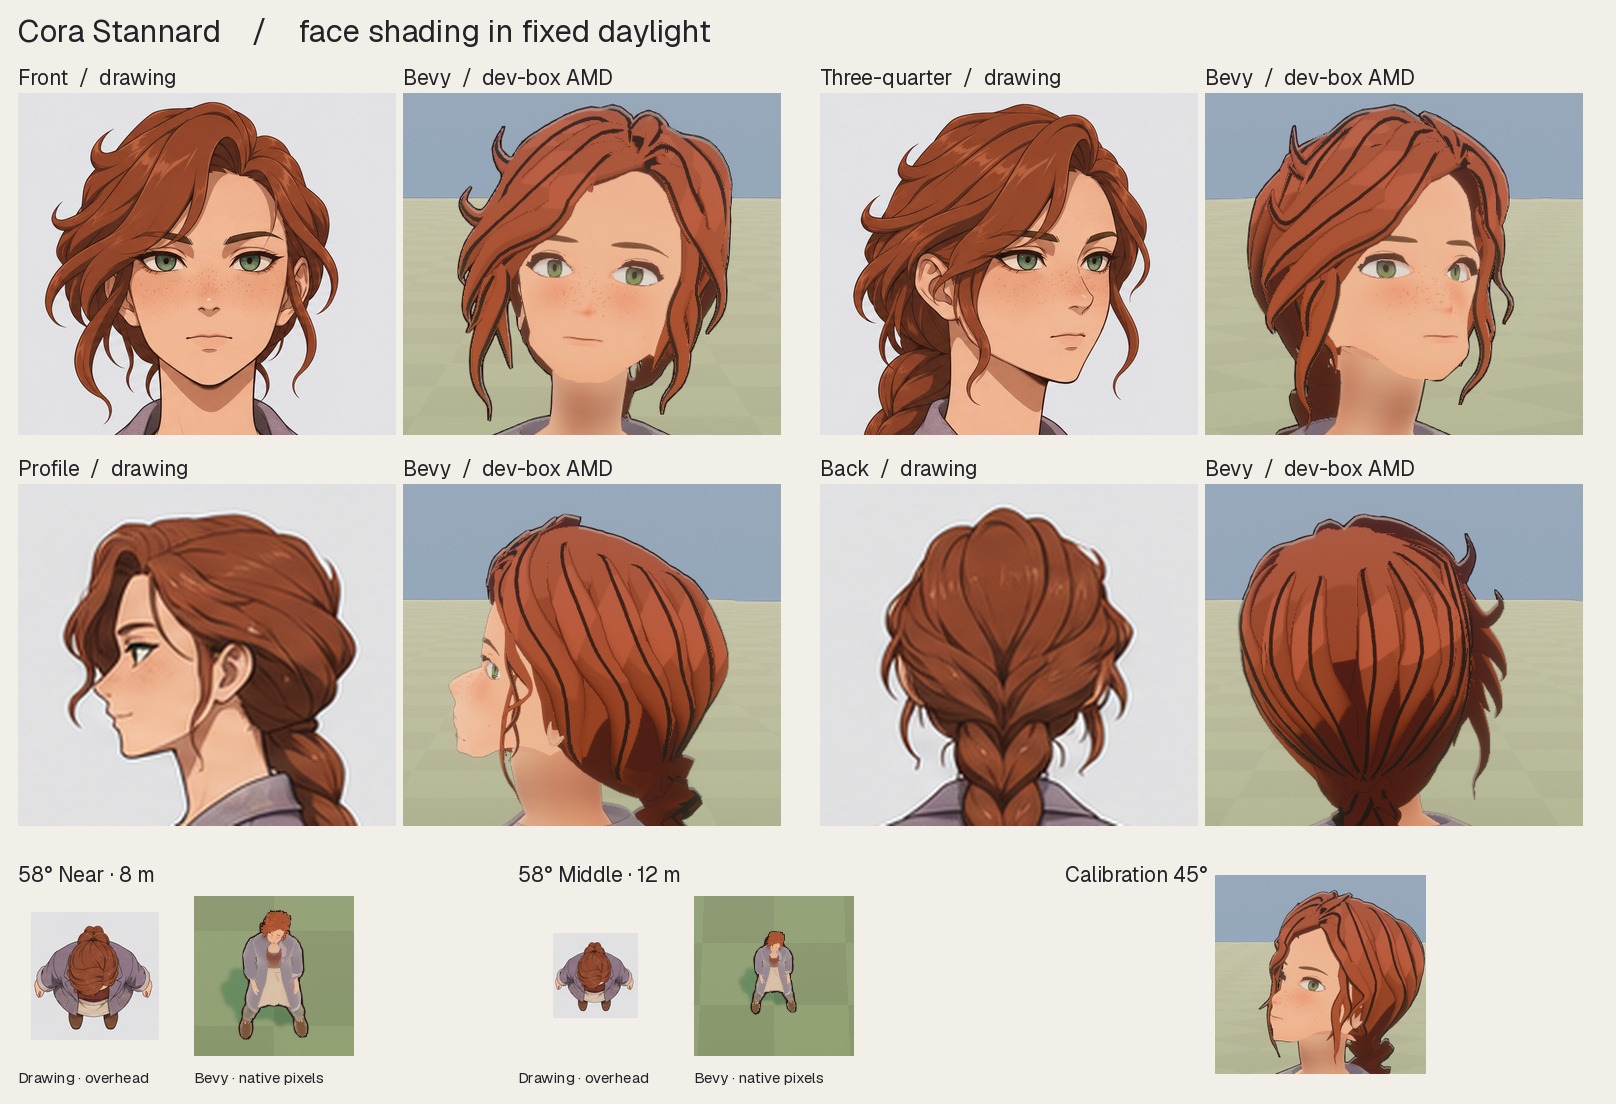 Cora Stannard / face shading in fixed daylight
Front / drawing
Bevy / dev-box AMD
Three-quarter / drawing
Bevy / dev-box AMD
Profile / drawing
Bevy / dev-box AMD
Back / drawing
Bevy / dev-box AMD
58° Near · 8 m
58° Middle · 12 m
Calibration 45°
Drawing · overhead
Bevy · native pixels
Drawing · overhead
Bevy · native pixels